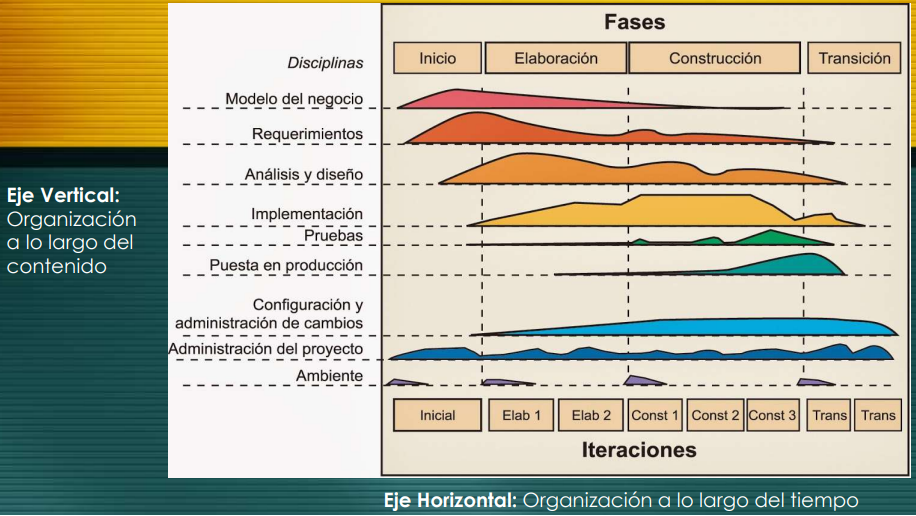 Fases
Disciplinas
Inicio
Elaboración
Construcción
Transición
Modelo del negocio
Requerimientos
Análisis y diseño
Implementación
Pruebas
Puesta en producción
Configuración y
administración de cambios
Administración del proyecto
Ambiente
Inicial
Elab 1
Elab 2
Const 1
Const 2
Const 3
Trans
Trans
Iteraciones
Eje Vertical:
Organización
a lo largo del
contenido
Eje Horizontal: Organización a lo largo del tiempo